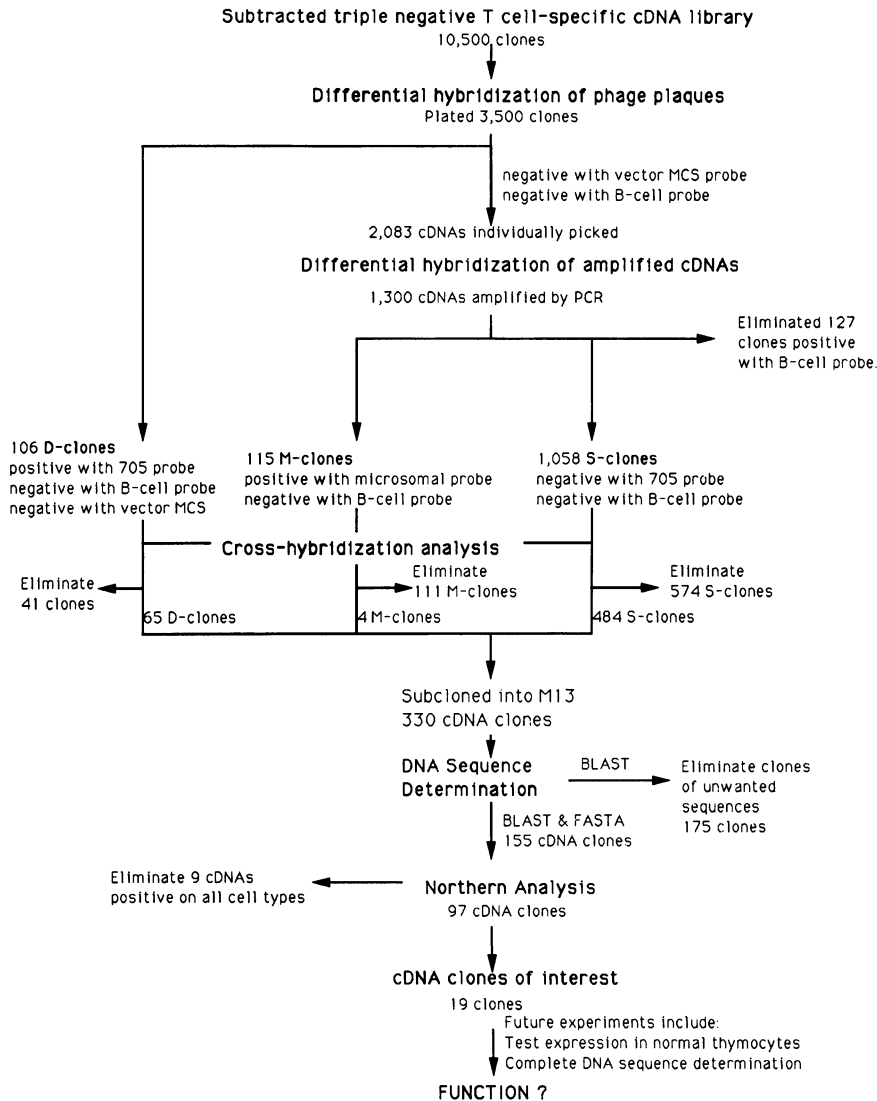 Subtracted triple negative T cell-specific cDNA library
10,500 clones
Differential hybridization of phage plaques
Plated 3,500 clones
negative with vector MCS probe
negative with B-cell probe
2,083 cDNAs individually picked
Differential hybridization of amplified cDNAs
1,300 cDNAs amplified by PCR
Eliminated 127
clones positive
with B-cell probe.
106 D-clones
positive with 705 probe
negative with B-cell probe
negative with vector MCS
115 M-clones
positive with microsomal probe
negative with B-cell probe
1,058 S-clones
negative with 705 probe
negative with B-cell probe
Cross-hybridization analysis
Eliminate
41 clones
Eliminate
111 M-clones
Eliminate
574 S-clones
65 D-clones
4 M-clones
484 S-clones
Subcloned into M13
330 cDNA clones
DNA Sequence
Determination
BLAST
Eliminate clones
of unwanted
sequences
175 clones
BLAST & FASTA
155 cDNA clones
Eliminate 9 cDNAs
positive on all cell types
Northern Analysis
97 cDNA clones
cDNA clones of interest
19 clones
Future experiments include:
Test expression in normal thymocytes
Complete DNA sequence determination
FUNCTION ?